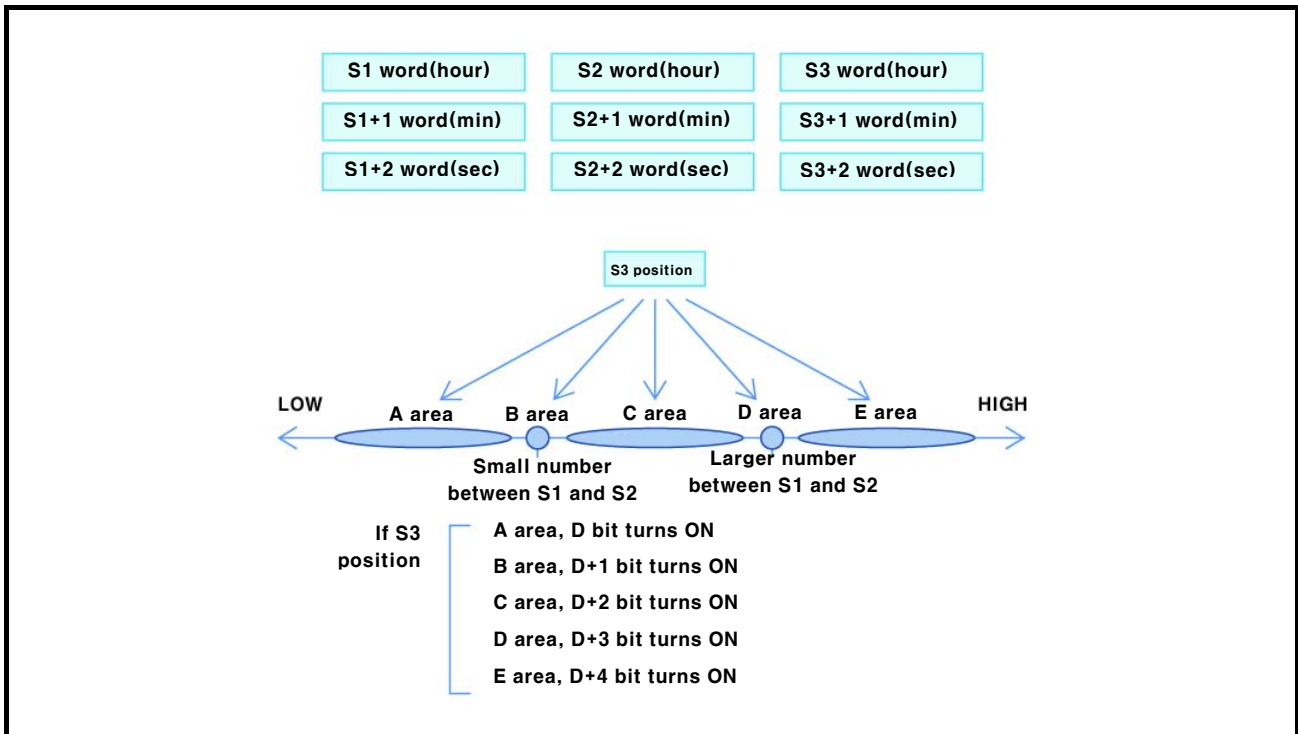 S1 word(hour) S2 word(hour) S3 word(hour)
S1+1 word(min) S2+1 word(min) S3+1 word(min)
S1+2 word(sec) S2+2 word(sec) S3+2 word(sec)
S3 position
LOW A area B area C area D area E area HIGH
Small number
between S1 and S2
Larger number
between S1 and S2
If S3
position
A area, D bit turns ON
B area, D+1 bit turns ON
C area, D+2 bit turns ON
D area, D+3 bit turns ON
E area, D+4 bit turns ON